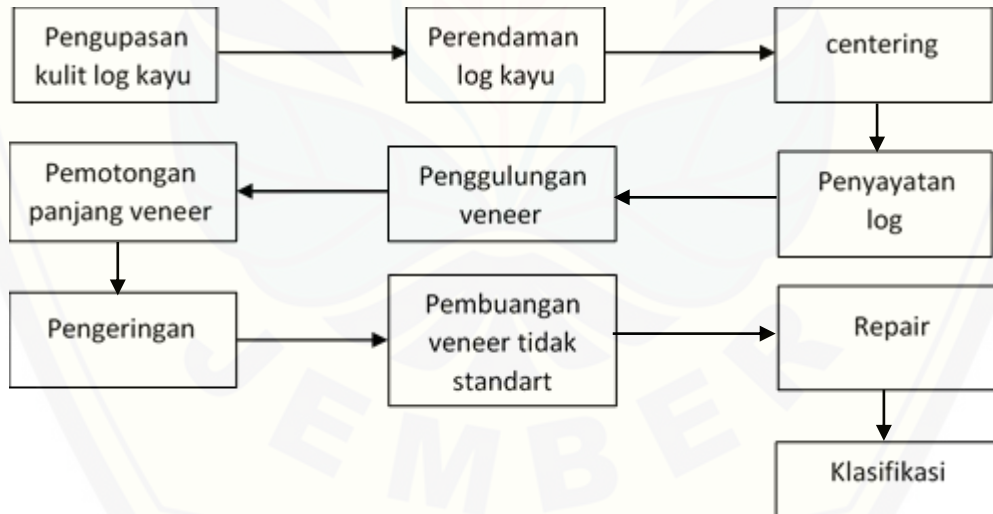 Pengupasan
kulit log kayu
Perendaman
log kayu
centering
Penyayatan
log
Penggulungan
veneer
Pemotongan
panjang veneer
Pengeringan
Pembuangan
veneer tidak
standart
Repair
Klasifikasi
JEMBER